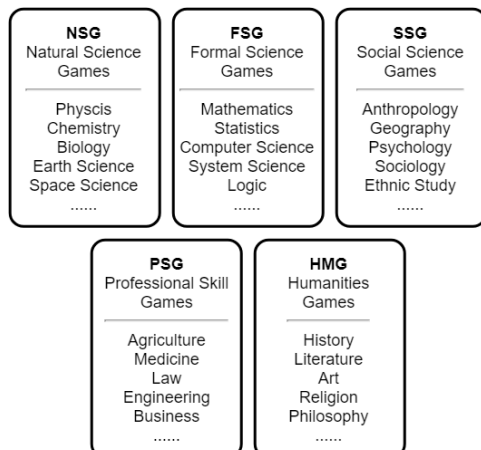 NSG
Natural Science
Games
Physcis
Chemistry
Biology
Earth Science
Space Science
......
FSG
Formal Science
Games
Mathematics
Statistics
Computer Science
System Science
Logic
......
SSG
Social Science
Games
Anthropology
Geography
Psychology
Sociology
Ethnic Study
......
PSG
Professional Skill
Games
Agriculture
Medicine
Law
Engineering
Business
......
HMG
Humanities
Games
History
Literature
Art
Religion
Philosophy
......